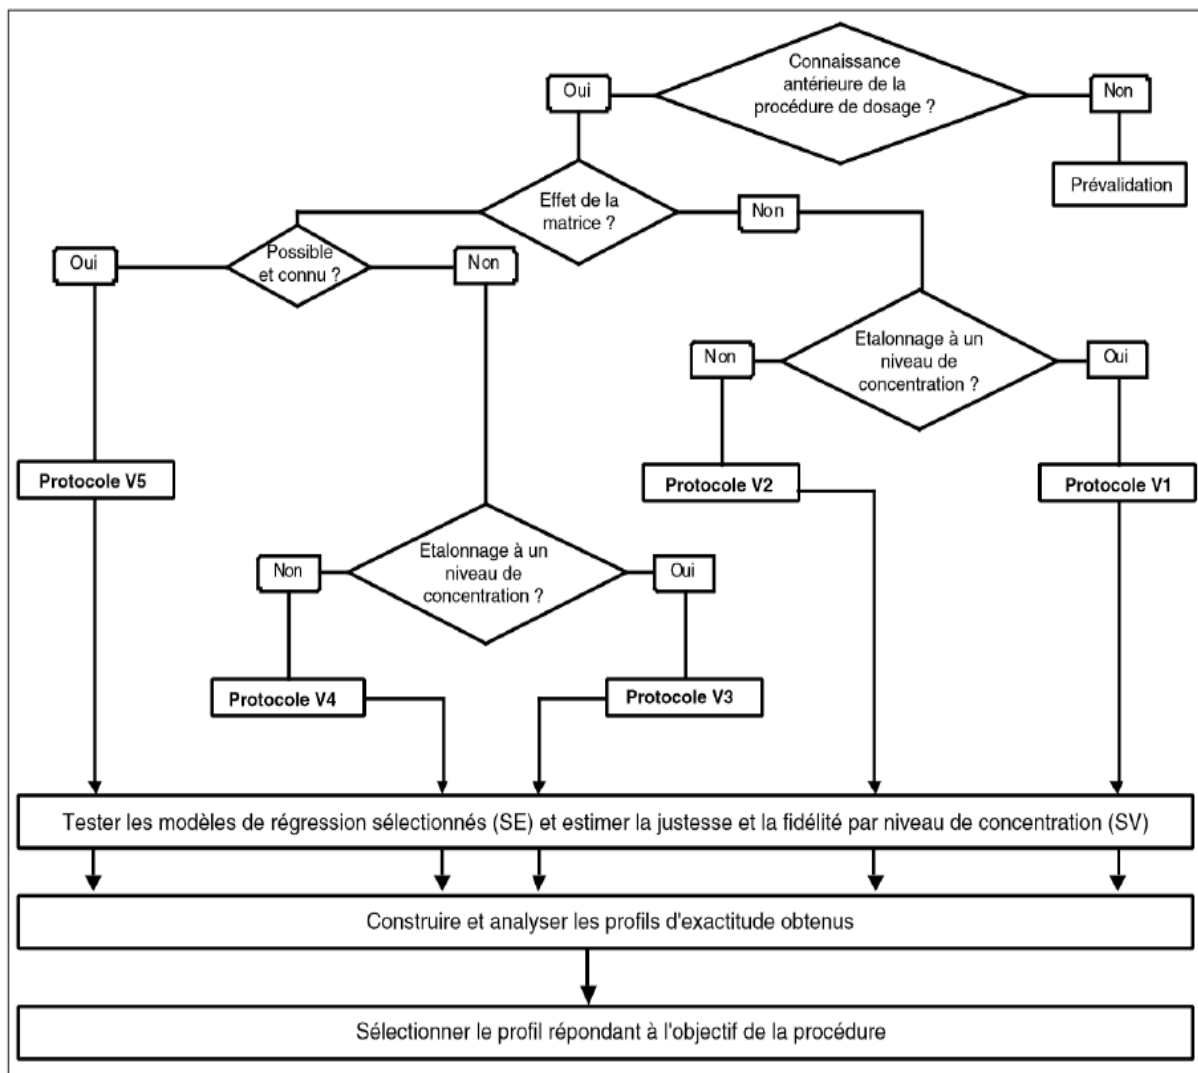 Connaissance
antérieure de la
procédure de dosage ?
Oui
Non
Prévalidation
Effet de la
matrice ?
Non
Possible
et connu ?
Oui
Non
Etalonnage à un
niveau de
concentration ?
Non
Oui
Protocole V5
Protocole V2
Protocole V1
Etalonnage à un
niveau de
concentration ?
Non
Oui
Protocole V4
Protocole V3
Tester les modèles de régression sélectionnés (SE) et estimer la justesse et la fidélité par niveau de concentration (SV)
Construire et analyser les profils d'exactitude obtenus
Sélectionner le profil répondant à l'objectif de la procédure